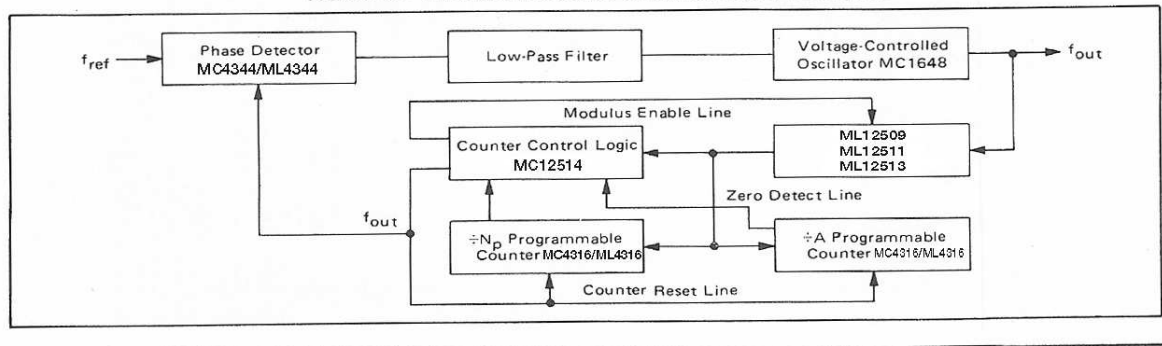 f_ref
Phase Detector
MC4344/ML4344
Low-Pass Filter
Voltage-Controlled
Oscillator MC1648
f_out
Modulus Enable Line
ML12509
ML12511
ML12513
Counter Control Logic
MC12514
Zero Detect Line
f_out
÷N_p Programmable
Counter MC4316/ML4316
÷A Programmable
Counter MC4316/ML4316
Counter Reset Line